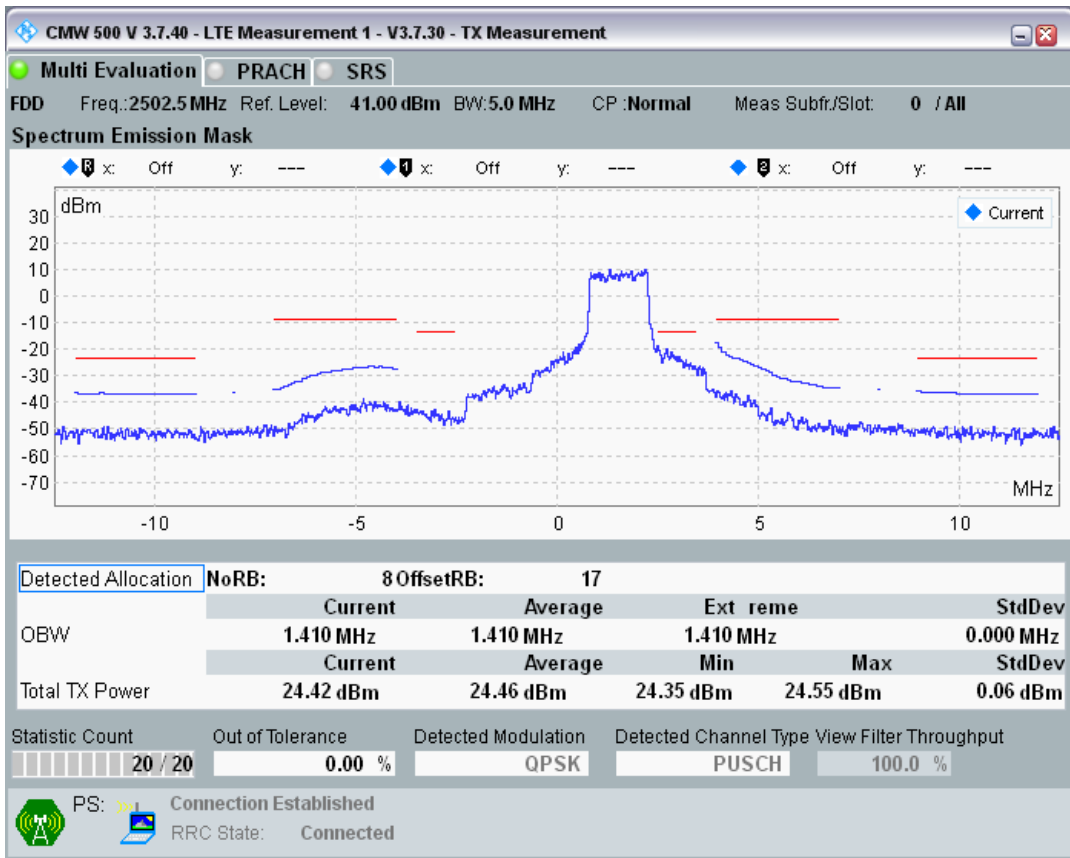 CMW 500 V 3.7.40 - LTE Measurement 1 - V3.7.30 - TX Measurement
Multi Evaluation PRACH SRS
FDD Freq.:2502.5 MHz Ref. Level: 41.00 dBm BW:5.0 MHz CP :Normal Meas Subfr./Slot: 0 / All
Spectrum Emission Mask
R x: Off y: --- 1 x: Off y: --- 2 x: Off y: ---
dBm
Current
30
20
10
0
-10
-20
-30
-40
-50
-60
-70
MHz
-10 -5 0 5 10
Detected Allocation NoRB: 8 OffsetRB: 17
Current Average Ext reme StdDev
OBW 1.410 MHz 1.410 MHz 1.410 MHz 0.000 MHz
Current Average Min Max StdDev
Total TX Power 24.42 dBm 24.46 dBm 24.35 dBm 24.55 dBm 0.06 dBm
Statistic Count Out of Tolerance Detected Modulation Detected Channel Type View Filter Throughput
20 / 20 0.00 % QPSK PUSCH 100.0 %
PS: Connection Established
RRC State: Connected